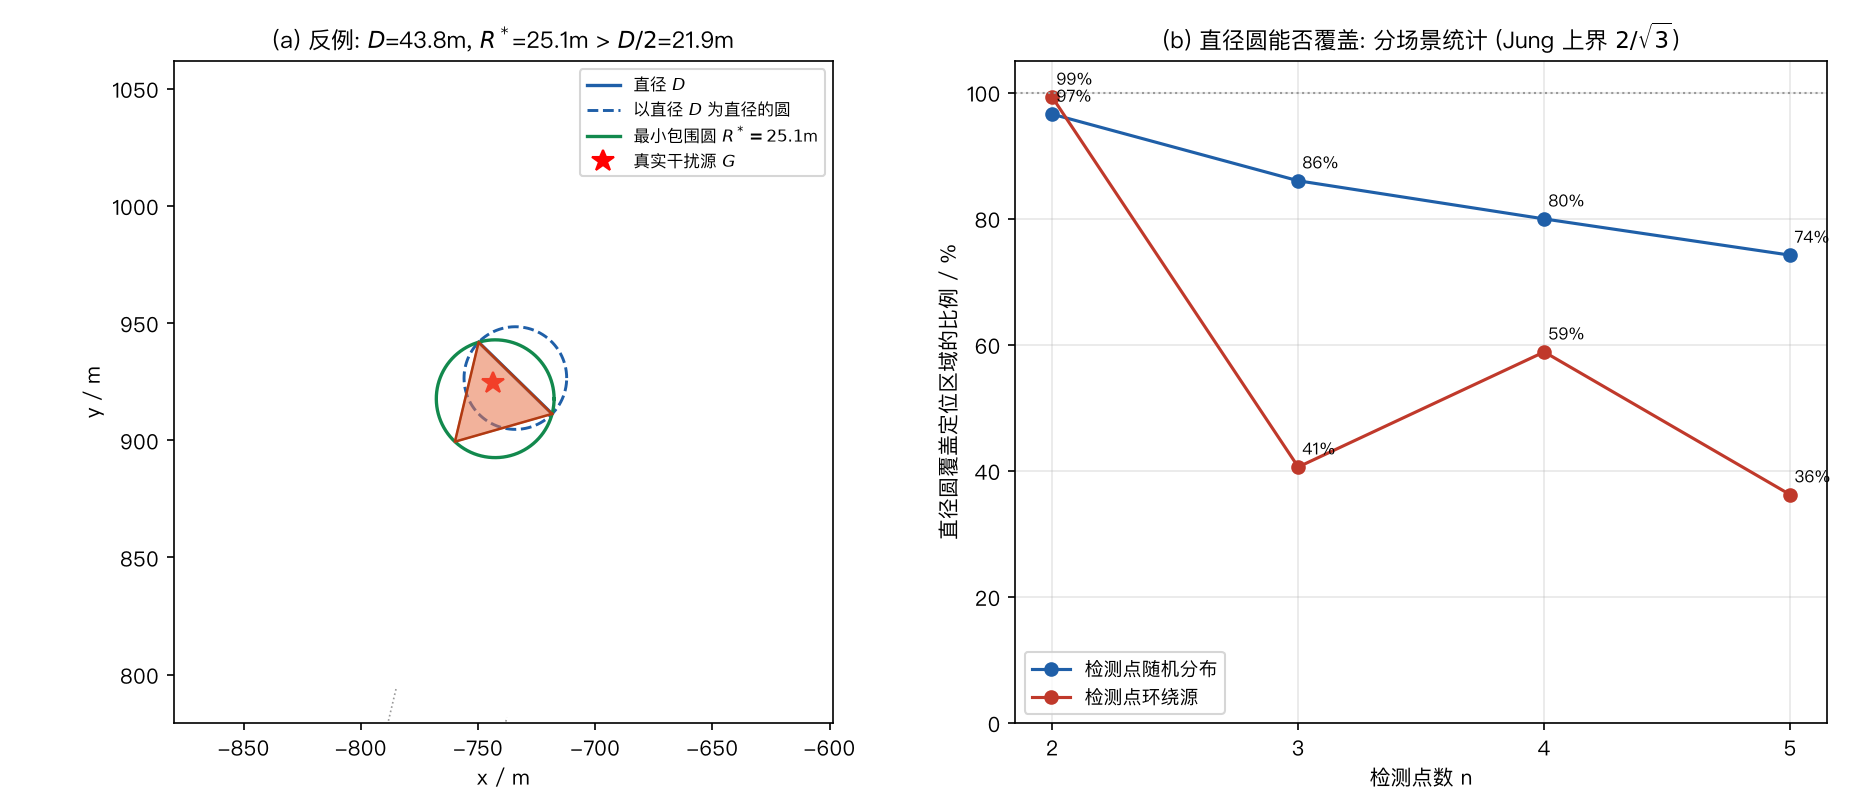 (a) 反例: D=43.8m, R*=25.1m > D/2=21.9m
直径 D
以直径 D 为直径的圆
最小包围圆 R* = 25.1m
真实干扰源 G
1050
1000
950
900
850
800
y / m
−850
−800
−750
−700
−650
−600
x / m
(b) 直径圆能否覆盖: 分场景统计 (Jung 上界 2/√3)
99%
97%
86%
80%
74%
41%
59%
36%
100
80
60
40
20
0
直径圆覆盖定位区域的比例 / %
检测点随机分布
检测点环绕源
2
3
4
5
检测点数 n